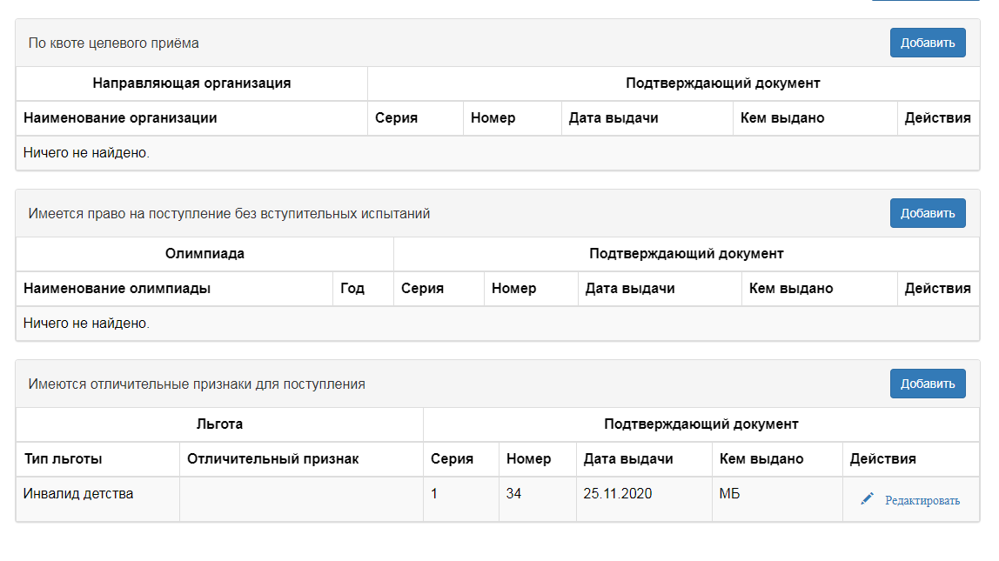 По квоте целевого приёма Добавить
Направляющая организация Подтверждающий документ
Наименование организации Серия Номер Дата выдачи Кем выдано Действия
Ничего не найдено.
Имеется право на поступление без вступительных испытаний Добавить
Олимпиада Подтверждающий документ
Наименование олимпиады Год Серия Номер Дата выдачи Кем выдано Действия
Ничего не найдено.
Имеются отличительные признаки для поступления Добавить
Льгота Подтверждающий документ
Тип льготы Отличительный признак Серия Номер Дата выдачи Кем выдано Действия
Инвалид детства 1 34 25.11.2020 МБ Редактировать